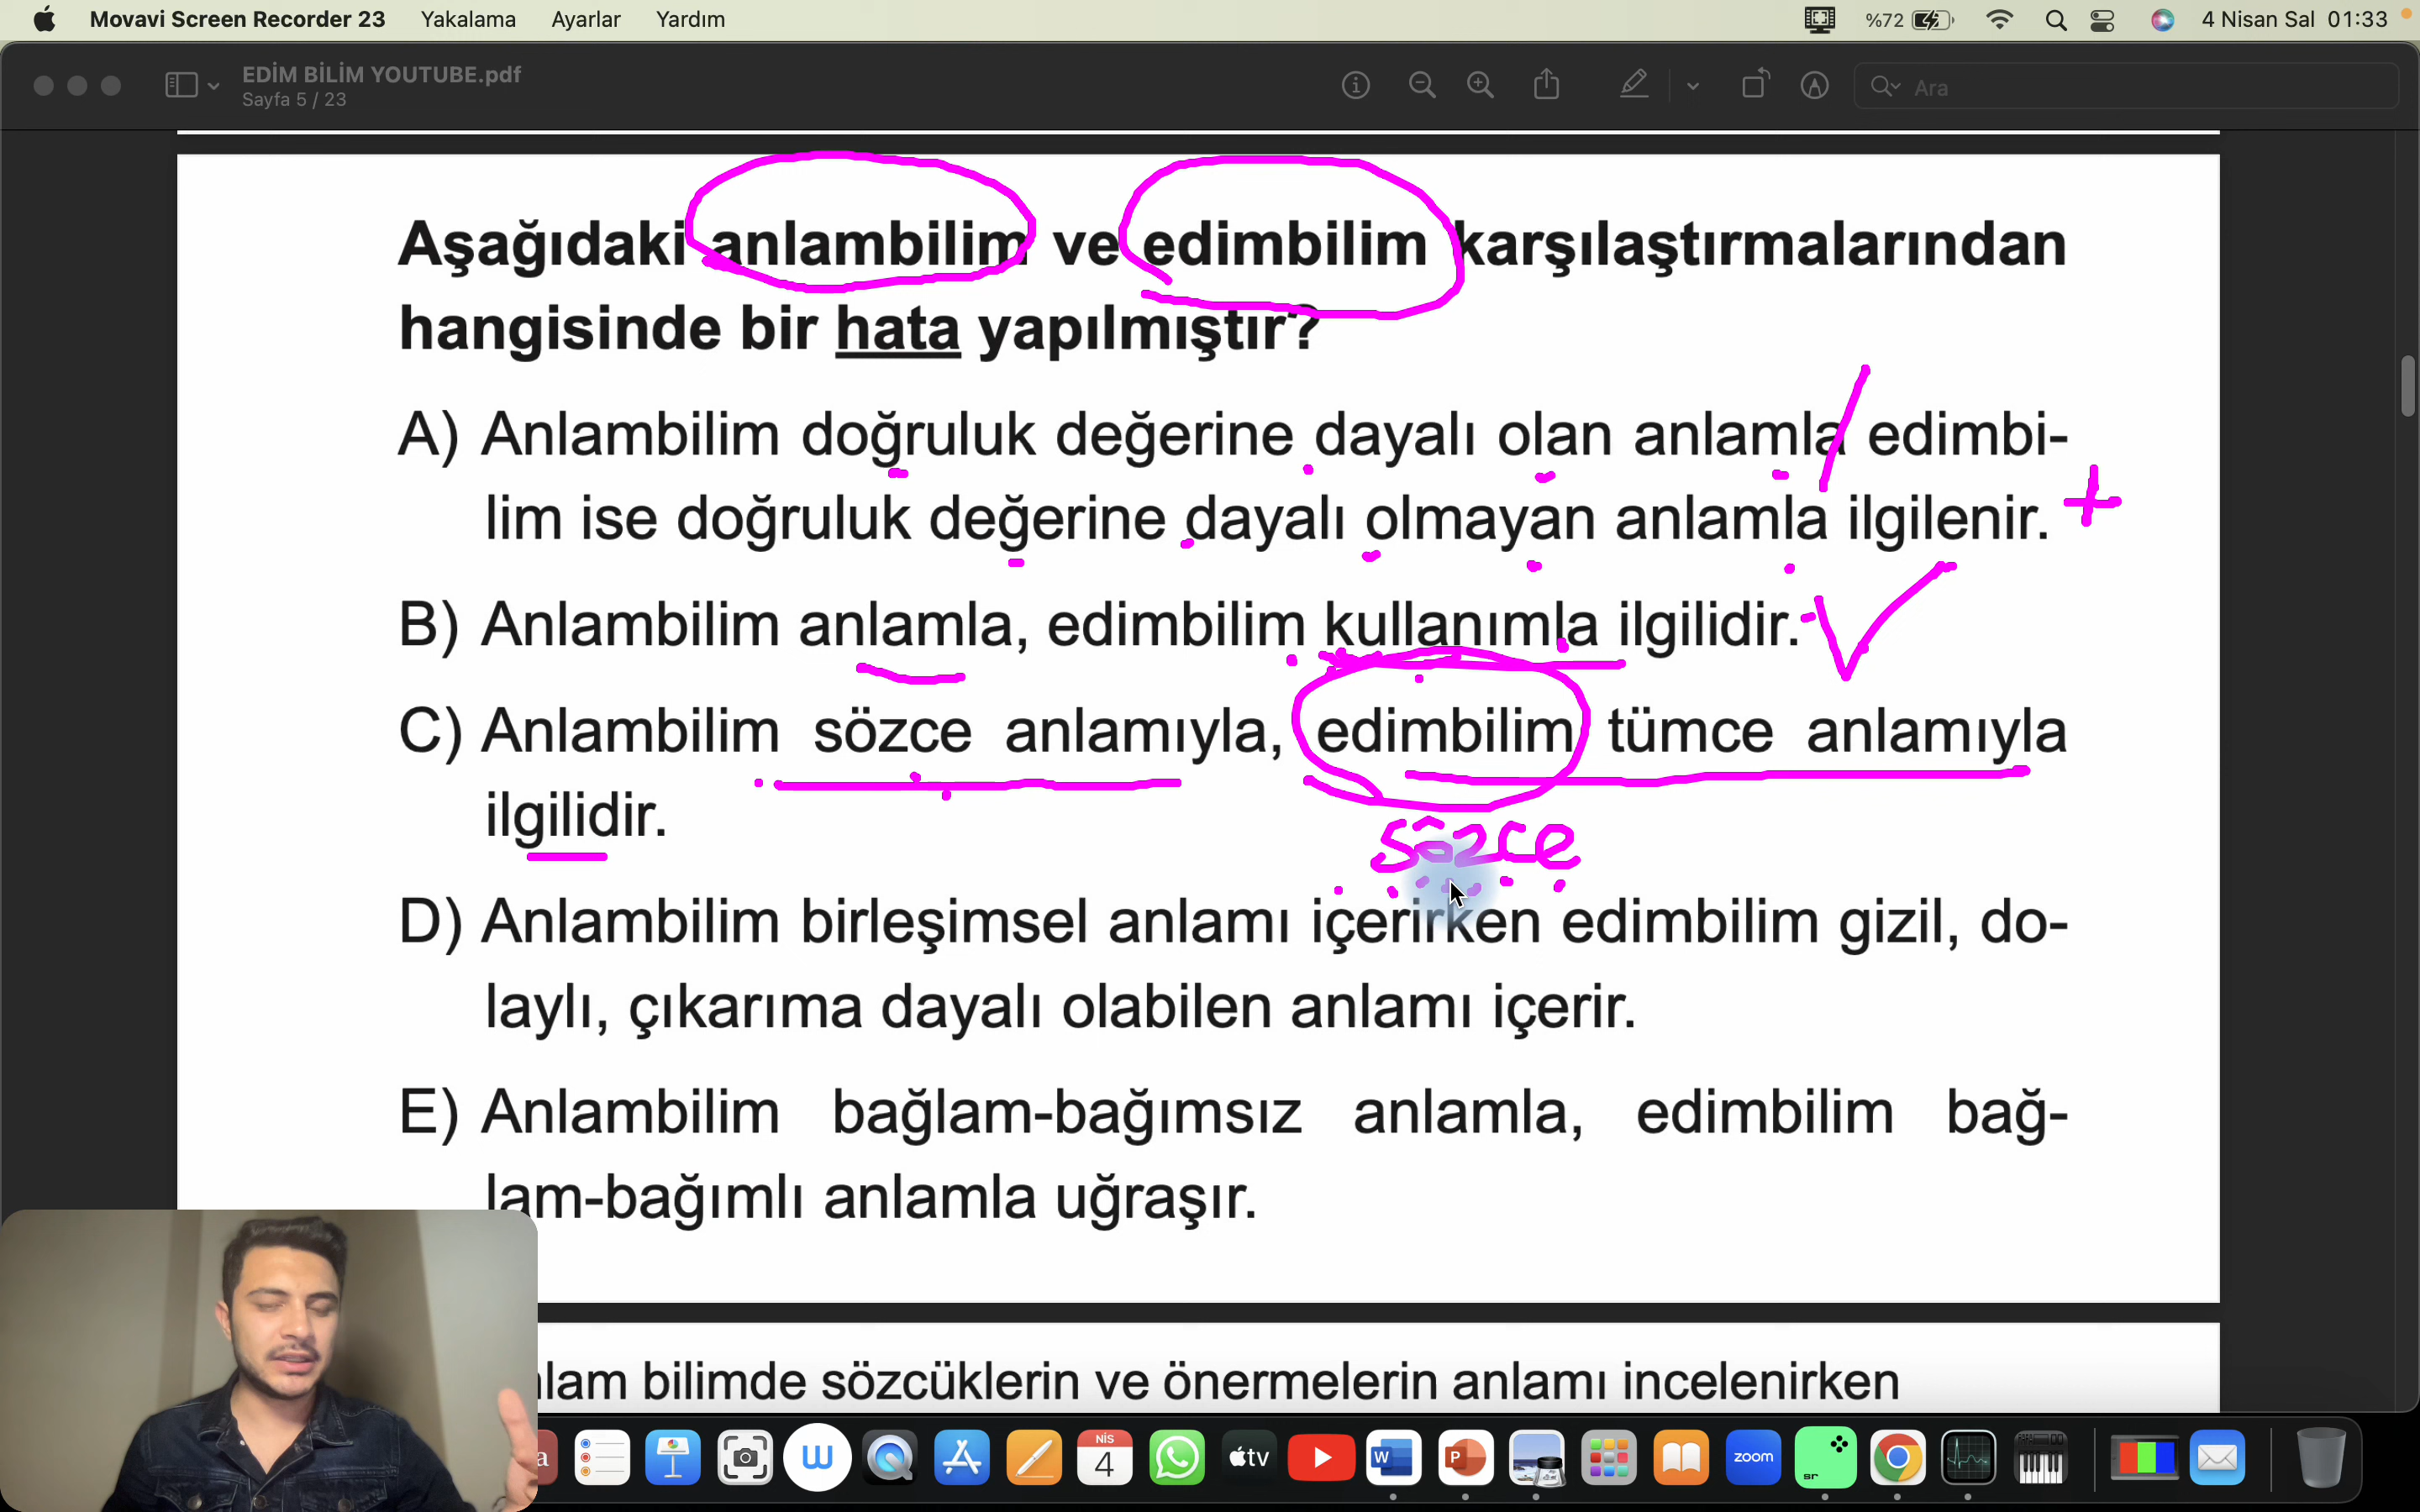 Movavi Screen Recorder 23 Yakalama Ayarlar Yardım %72 4 Nisan Sal 01:33
EDİM BİLİM YOUTUBE.pdf
Sayfa 5 / 23
Ara
Aşağıdaki anlambilim ve edimbilim karşılaştırmalarından
hangisinde bir hata yapılmıştır?
A) Anlambilim doğruluk değerine dayalı olan anlamla edimbi-
lim ise doğruluk değerine dayalı olmayan anlamla ilgilenir.
B) Anlambilim anlamla, edimbilim kullanımla ilgilidir.
C) Anlambilim sözce anlamıyla, edimbilim tümce anlamıyla
ilgilidir.
sözce
D) Anlambilim birleşimsel anlamı içerirken edimbilim gizil, do-
laylı, çıkarıma dayalı olabilen anlamı içerir.
E) Anlambilim bağlam-bağımsız anlamla, edimbilim bağ-
lam-bağımlı anlamla uğraşır.
nlam bilimde sözcüklerin ve önermelerin anlamı incelenirken
a w NİS 4 tv W P zoom sr